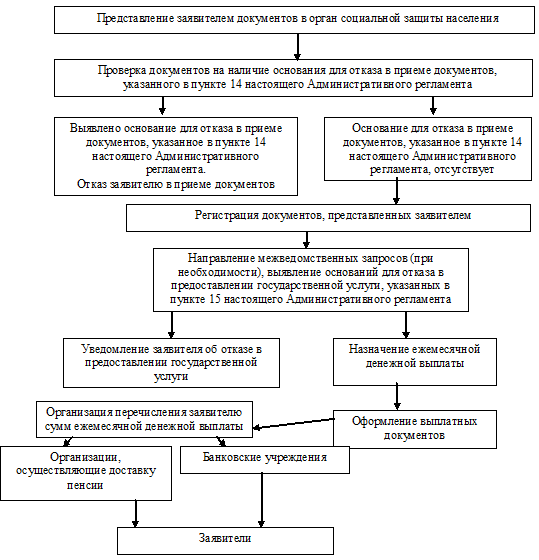 Представление заявителем документов в орган социальной защиты населения
Проверка документов на наличие основания для отказа в приеме документов,
указанного в пункте 14 настоящего Административного регламента
Выявлено основание для отказа в приеме
документов, указанное в пункте 14
настоящего Административного
регламента.
Отказ заявителю в приеме документов
Основание для отказа в приеме
документов, указанное в пункте 14
настоящего Административного
регламента, отсутствует
Регистрация документов, представленных заявителем
Направление межведомственных запросов (при
необходимости), выявление оснований для отказа в
предоставлении государственной услуги, указанных в
пункте 15 настоящего Административного регламента
Уведомление заявителя об отказе в
предоставлении государственной
услуги
Назначение ежемесячной
денежной выплаты
Организация перечисления заявителю
сумм ежемесячной денежной выплаты
Оформление выплатных
документов
Организации,
осуществляющие доставку
пенсии
Банковские учреждения
Заявители